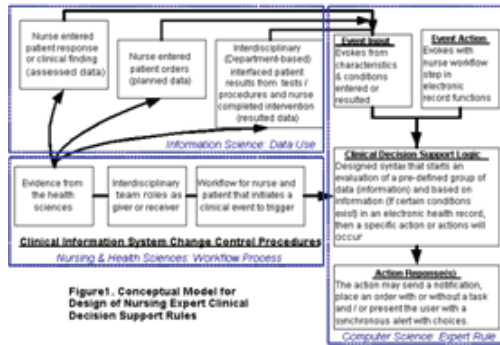 Nurse entered
patient response
or clinical finding
(assessed data)
Nurse entered
patient orders
(planned data)
Interdisciplinary
(Department-based)
interfaced patient
results from tests /
procedures and nurse
completed intervention
(resulted data)
Information Science: Data Use
Event Input
Evokes from
characteristics
& conditions
entered or
resulted
Event Action
Evokes with
nurse workflow
step in
electronic
record functions
Evidence from
the health
sciences
Interdisciplinary
team roles as
giver or receiver
Workflow for nurse and
patient that initiates a
clinical event to trigger
Clinical Information System Change Control Procedures
Nursing & Health Sciences: Workflow Process
Clinical Decision Support Logic
Designed syntax that starts an
evaluation of a pre-defined group
of data (information) and based on
information (If certain conditions
exist) in an electronic health record,
then a specific action or actions will
occur
Action Reponse(s)
The action may send a notification,
place an order with or without a task
and / or present the user with a
synchronous alert with choices.
Computer Science: Expert Rule
Figure1. Conceptual Model for
Design of Nursing Expert Clinical
Decision Support Rules